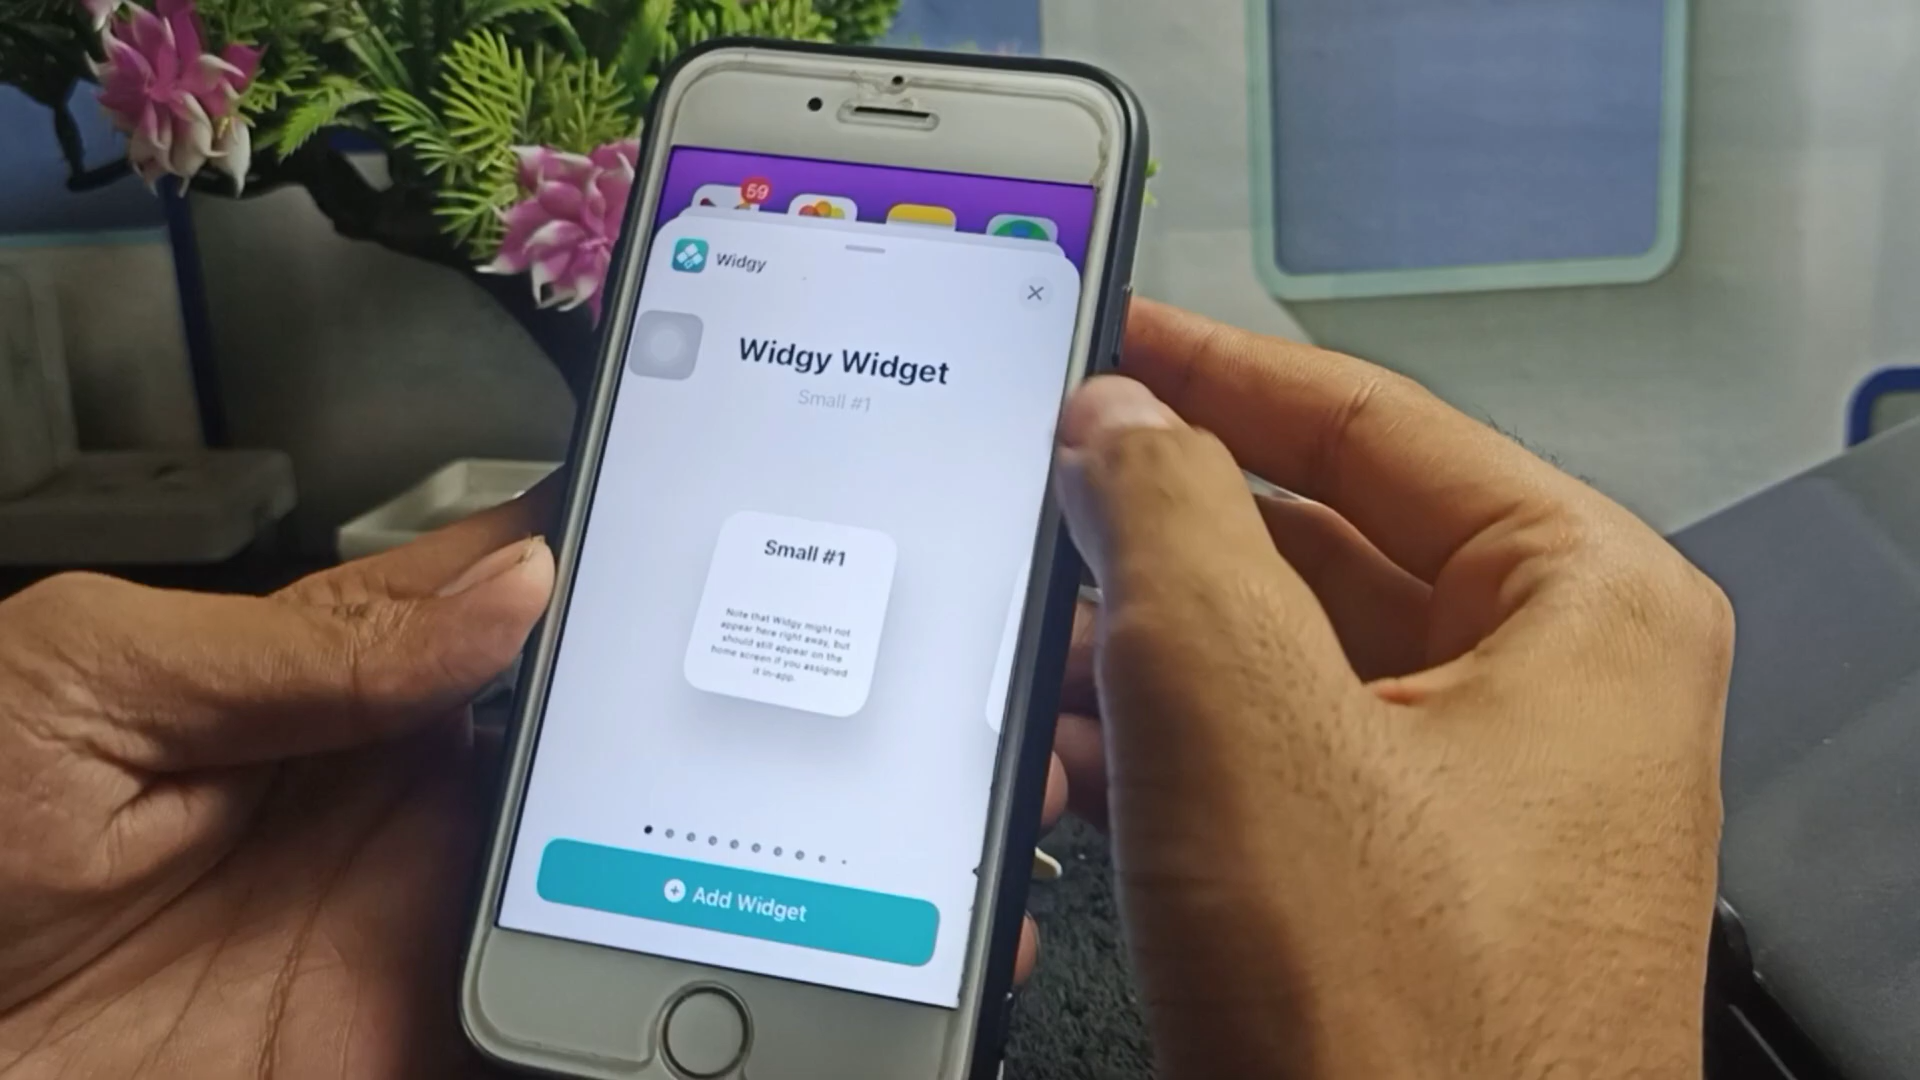 59
Widgy
Widgy Widget
Small #1
Small #1
Note that Widgy might not
appear here right away, but
should still appear on the
home screen if you assigned
it in-app.
Add Widget